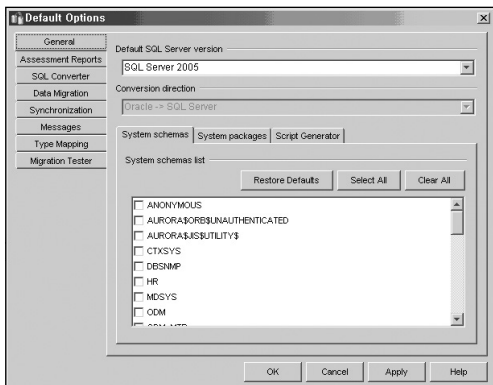 Default Options
General
Assessment Reports
SQL Converter
Data Migration
Synchronization
Messages
Type Mapping
Migration Tester
Default SQL Server version
SQL Server 2005
Conversion direction
Oracle -> SQL Server
System schemas System packages Script Generator
System schemas list
Restore Defaults Select All Clear All
ANONYMOUS
AURORA$ORB$UNAUTHENTICATED
AURORA$JIS$UTILITY$
CTXSYS
DBSNMP
HR
MDSYS
ODM
OK Cancel Apply Help